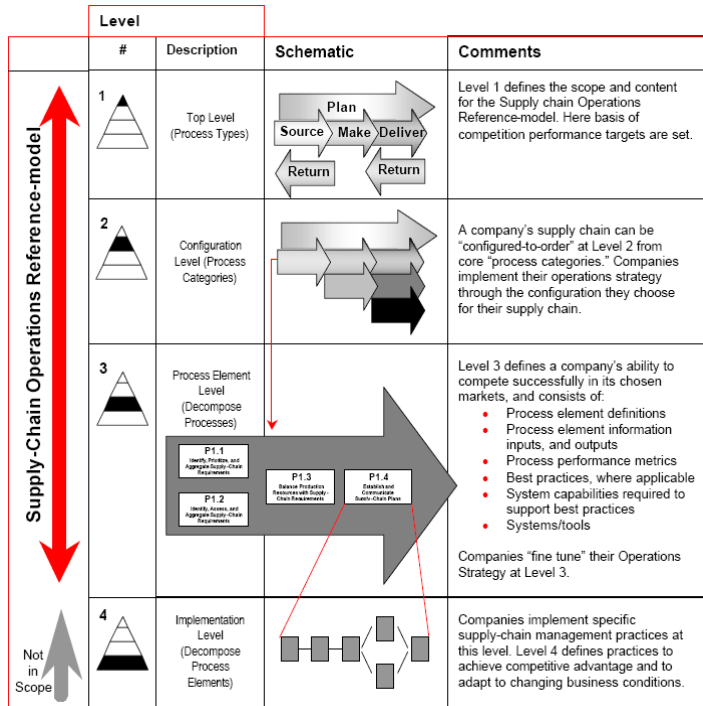 Level
#
Description
Schematic
Comments
Supply-Chain Operations Reference-model
1
Top Level
(Process Types)
Plan
Source
Make
Deliver
Return
Return
Level 1 defines the scope and content
for the Supply chain Operations
Reference-model. Here basis of
competition performance targets are set.
2
Configuration
Level (Process
Categories)
A company’s supply chain can be
“configured-to-order” at Level 2 from
core “process categories.” Companies
implement their operations strategy
through the configuration they choose
for their supply chain.
3
Process Element
Level
(Decompose
Processes)
P1.1
Identify, Prioritize, and
Aggregate Supply-Chain
Requirements
P1.2
Identify, Assess, and
Aggregate Supply-Chain
Requirements
P1.3
Balance Production
Resources with Supply-
Chain Requirements
P1.4
Establish and
Communicate
Supply-Chain Plans
Level 3 defines a company’s ability to
compete successfully in its chosen
markets, and consists of:
• Process element definitions
• Process element information
inputs, and outputs
• Process performance metrics
• Best practices, where applicable
• System capabilities required to
support best practices
• Systems/tools
Companies “fine tune” their Operations
Strategy at Level 3.
Not
in
Scope
4
Implementation
Level
(Decompose
Process
Elements)
Companies implement specific
supply-chain management practices at
this level. Level 4 defines practices to
achieve competitive advantage and to
adapt to changing business conditions.